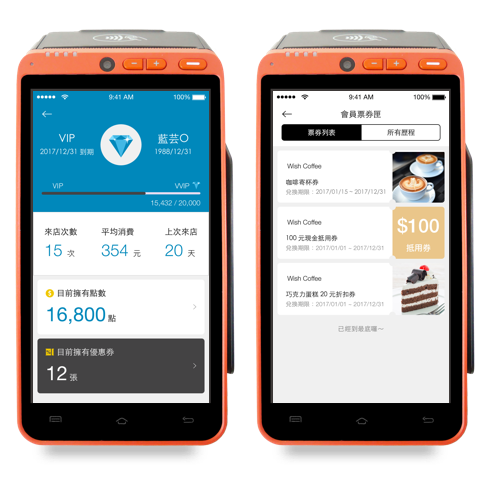 9:41 AM
100%
VIP
2017/12/31 到期
藍芸O
1988/12/31
VIP
VVIP
15,432 / 20,000
來店次數
15 次
平均消費
354 元
上次來店
20 天
目前擁有點數
16,800 點
目前擁有優惠券
12 張
9:41 AM
100%
會員票券匣
票券列表
所有歷程
Wish Coffee
咖啡寄杯券
兌換期限：2017/01/15 ~ 2017/12/31
Wish Coffee
100 元現金抵用券
兌換期限：2017/01/01 ~ 2017/12/31
$100
抵用券
Wish Coffee
巧克力蛋糕 20 元折扣券
兌換期限：2017/01/01 ~ 2017/12/31
已經到最底囉～